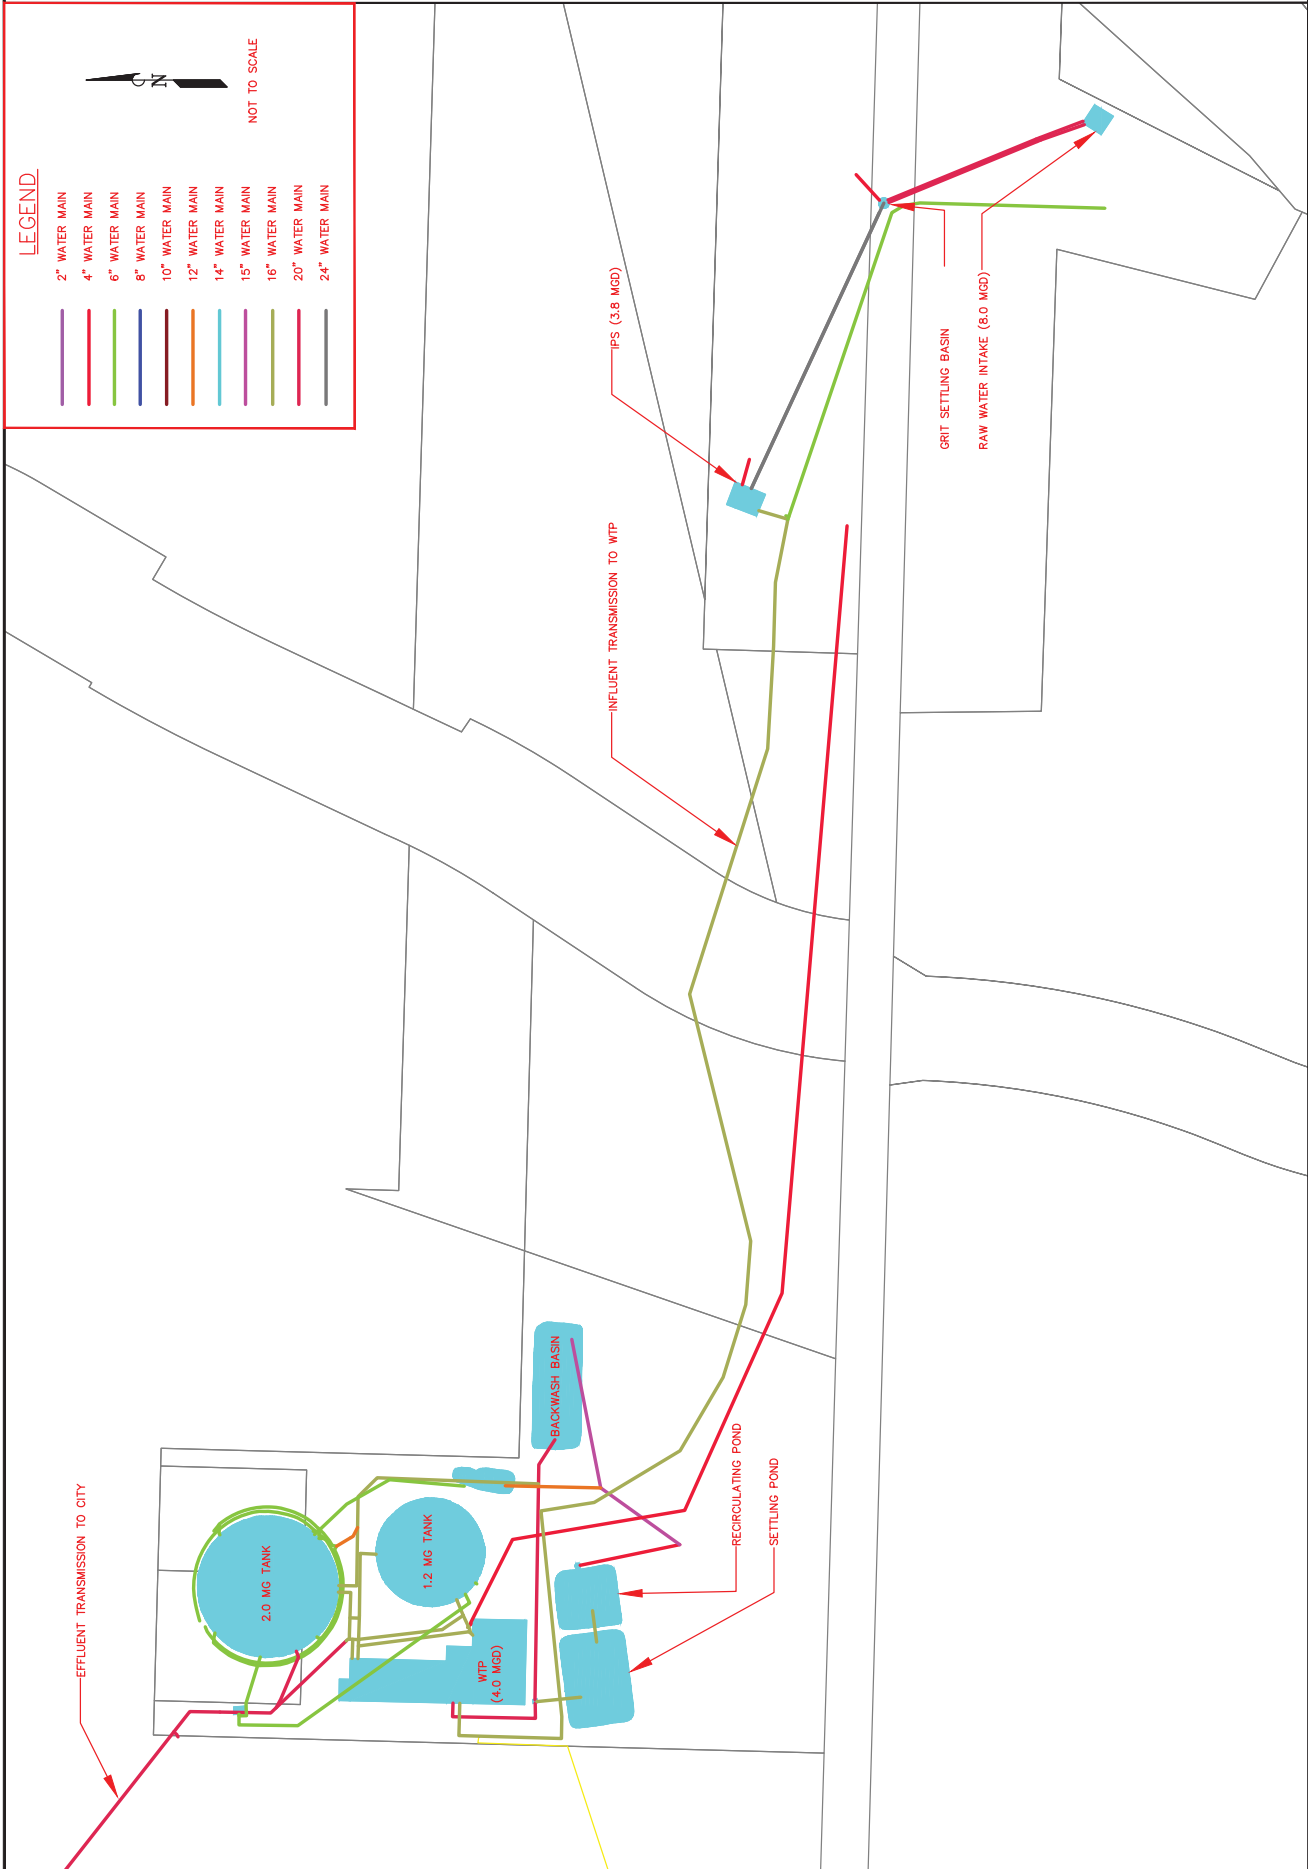 LEGEND
2" WATER MAIN
4" WATER MAIN
6" WATER MAIN
8" WATER MAIN
10" WATER MAIN
12" WATER MAIN
14" WATER MAIN
15" WATER MAIN
16" WATER MAIN
20" WATER MAIN
24" WATER MAIN
N
NOT TO SCALE
EFFLUENT TRANSMISSION TO CITY
2.0 MG TANK
1.2 MG TANK
WTP
(4.0 MGD)
BACKWASH BASIN
RECIRCULATING POND
SETTLING POND
INFLUENT TRANSMISSION TO WTP
IPS (3.8 MGD)
GRIT SETTLING BASIN
RAW WATER INTAKE (8.0 MGD)